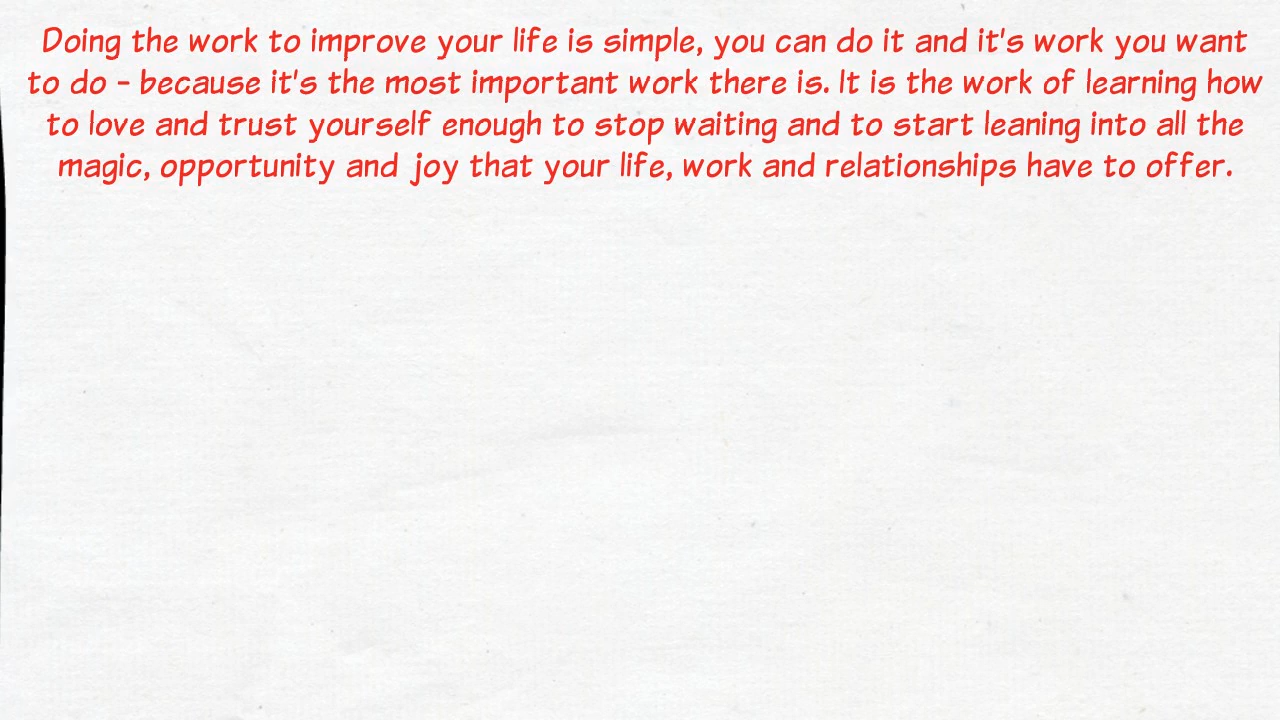 Doing the work to improve your life is simple, you can do it and it's work you want
to do - because it's the most important work there is. It is the work of learning how
to love and trust yourself enough to stop waiting and to start leaning into all the
magic, opportunity and joy that your life, work and relationships have to offer.